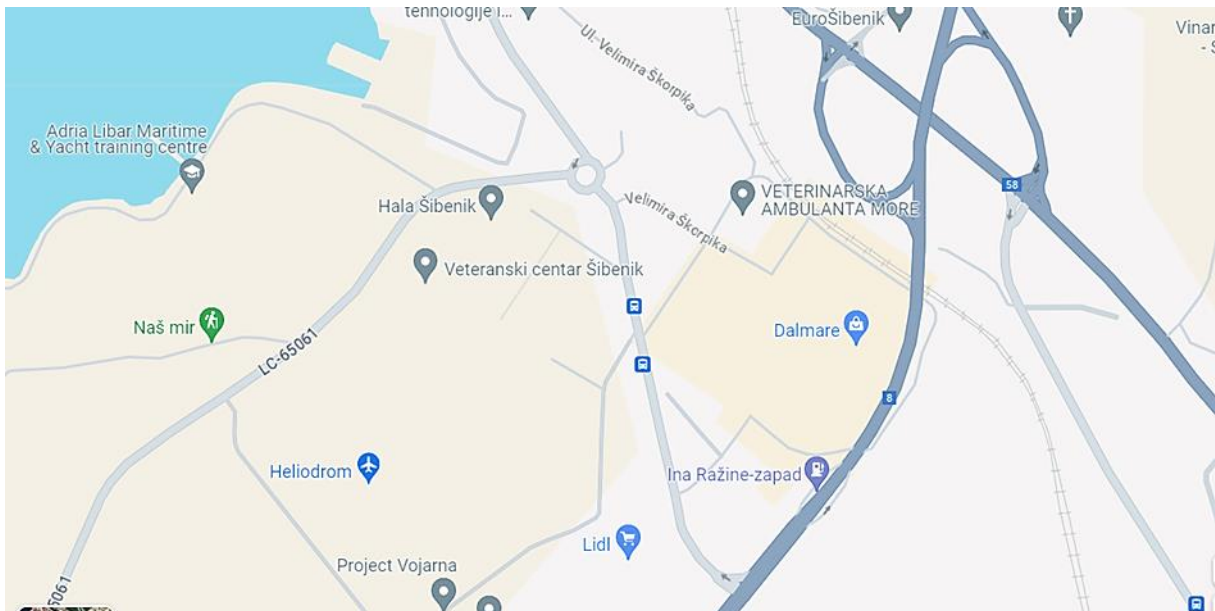 tehnologije i...
EuroŠibenik
Vinar
- S
Ul. Velimira Škorpika
Adria Libar Maritime
& Yacht training centre
Hala Šibenik
VETERINARSKA
AMBULANTA MORE
58
Velimira Škorpika
Veteranski centar Šibenik
Naš mir
Dalmare
LC-65061
8
Heliodrom
Ina Ražine-zapad
Lidl
Project Vojarna
5061